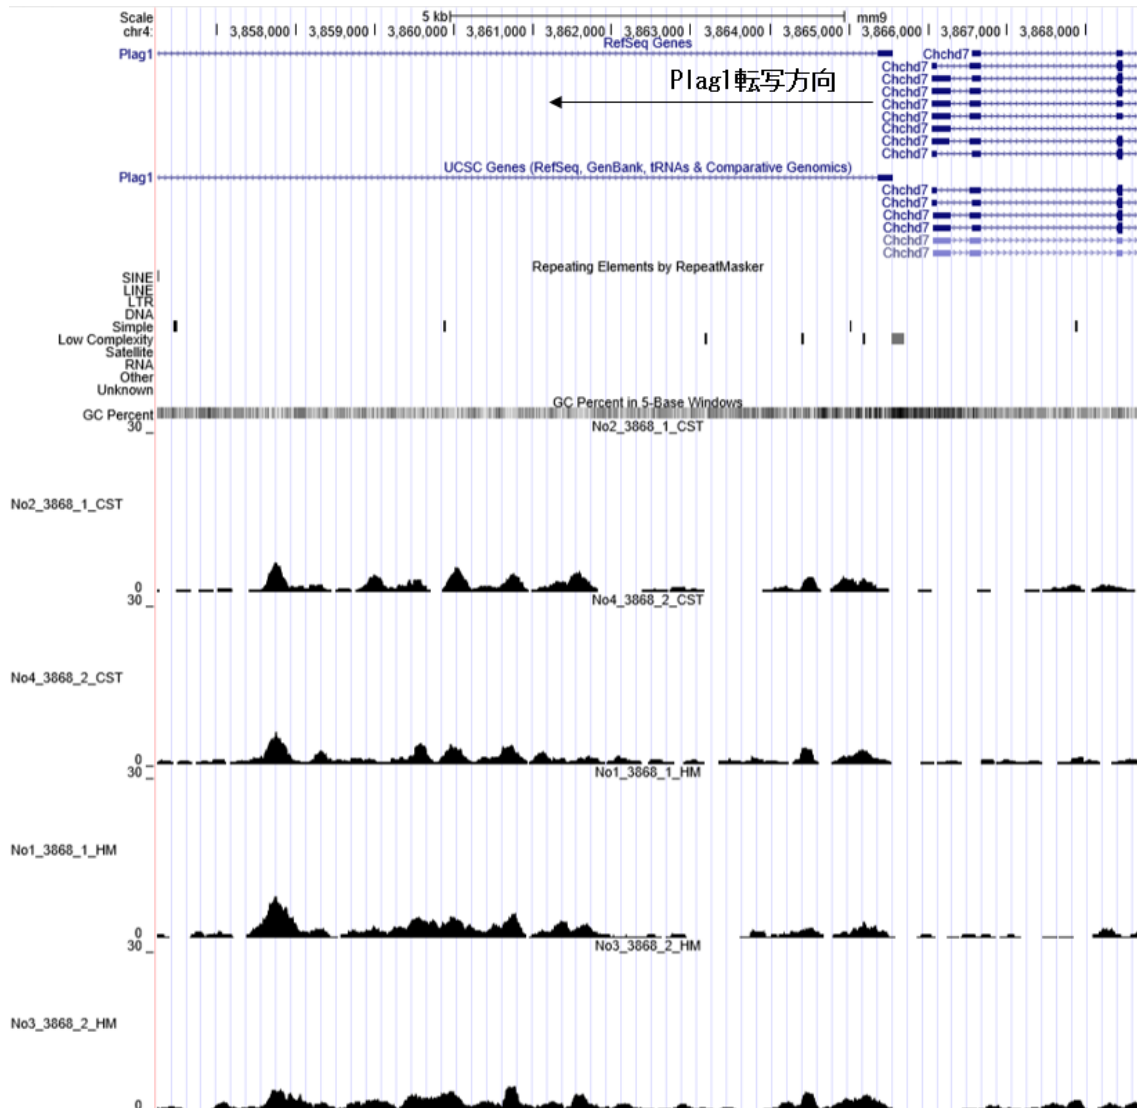 Scale 5 kb mm9
chr4: 3,858,000 3,859,000 3,860,000 3,861,000 3,862,000 3,863,000 3,864,000 3,865,000 3,866,000 3,867,000 3,868,000
RefSeq Genes
Plag1 Chchd7
Chchd7
Plag1転写方向
Chchd7
Chchd7
Chchd7
Chchd7
Chchd7
Chchd7
Chchd7
UCSC Genes (RefSeq, GenBank, tRNAs & Comparative Genomics)
Plag1
Chchd7
Chchd7
Chchd7
Chchd7
Chchd7
Chchd7
Repeating Elements by RepeatMasker
SINE
LINE
LTR
DNA
Simple
Low Complexity
Satellite
RNA
Other
Unknown
GC Percent in 5-Base Windows
GC Percent
30 _ No2_3868_1_CST
No2_3868_1_CST
0 _
30 _ No4_3868_2_CST
No4_3868_2_CST
0 _
30 _ No1_3868_1_HM
No1_3868_1_HM
0 _
30 _ No3_3868_2_HM
No3_3868_2_HM
0